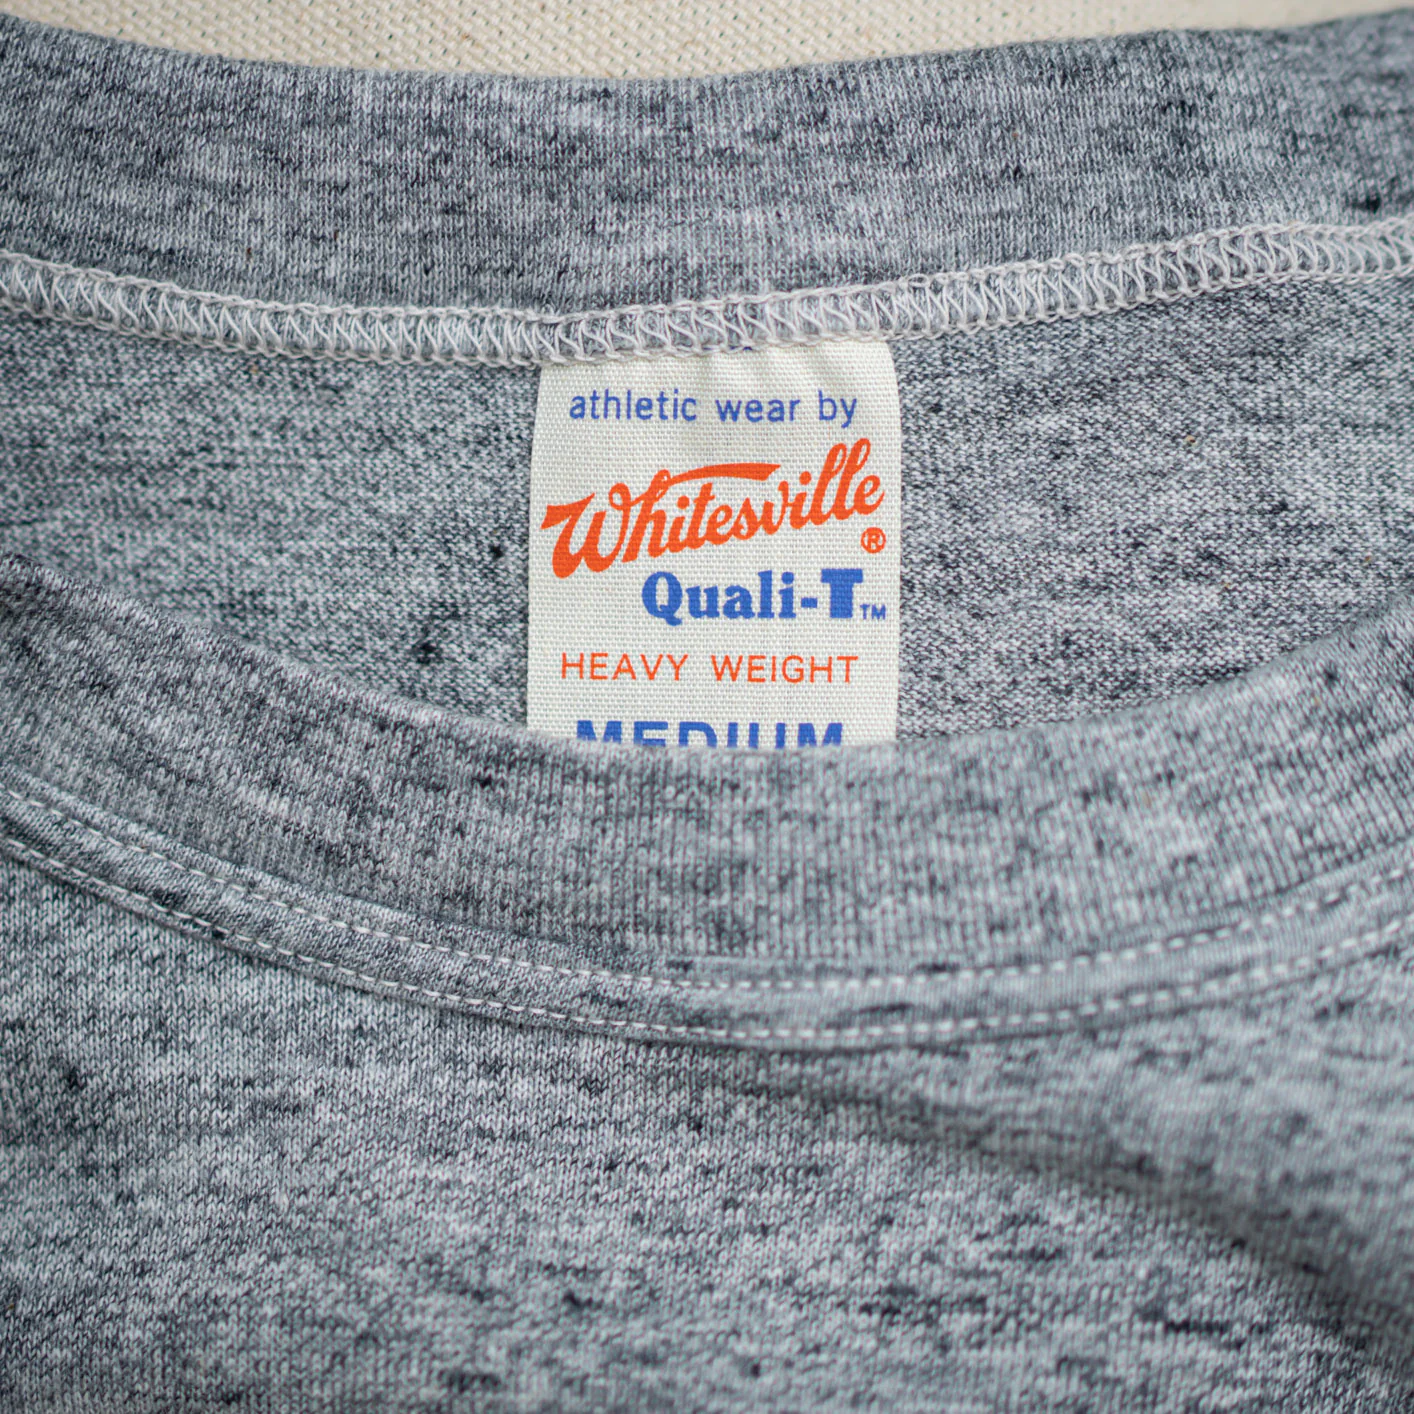 athletic wear by
Whitesville ®
Quali-T™
HEAVY WEIGHT
MEDIUM